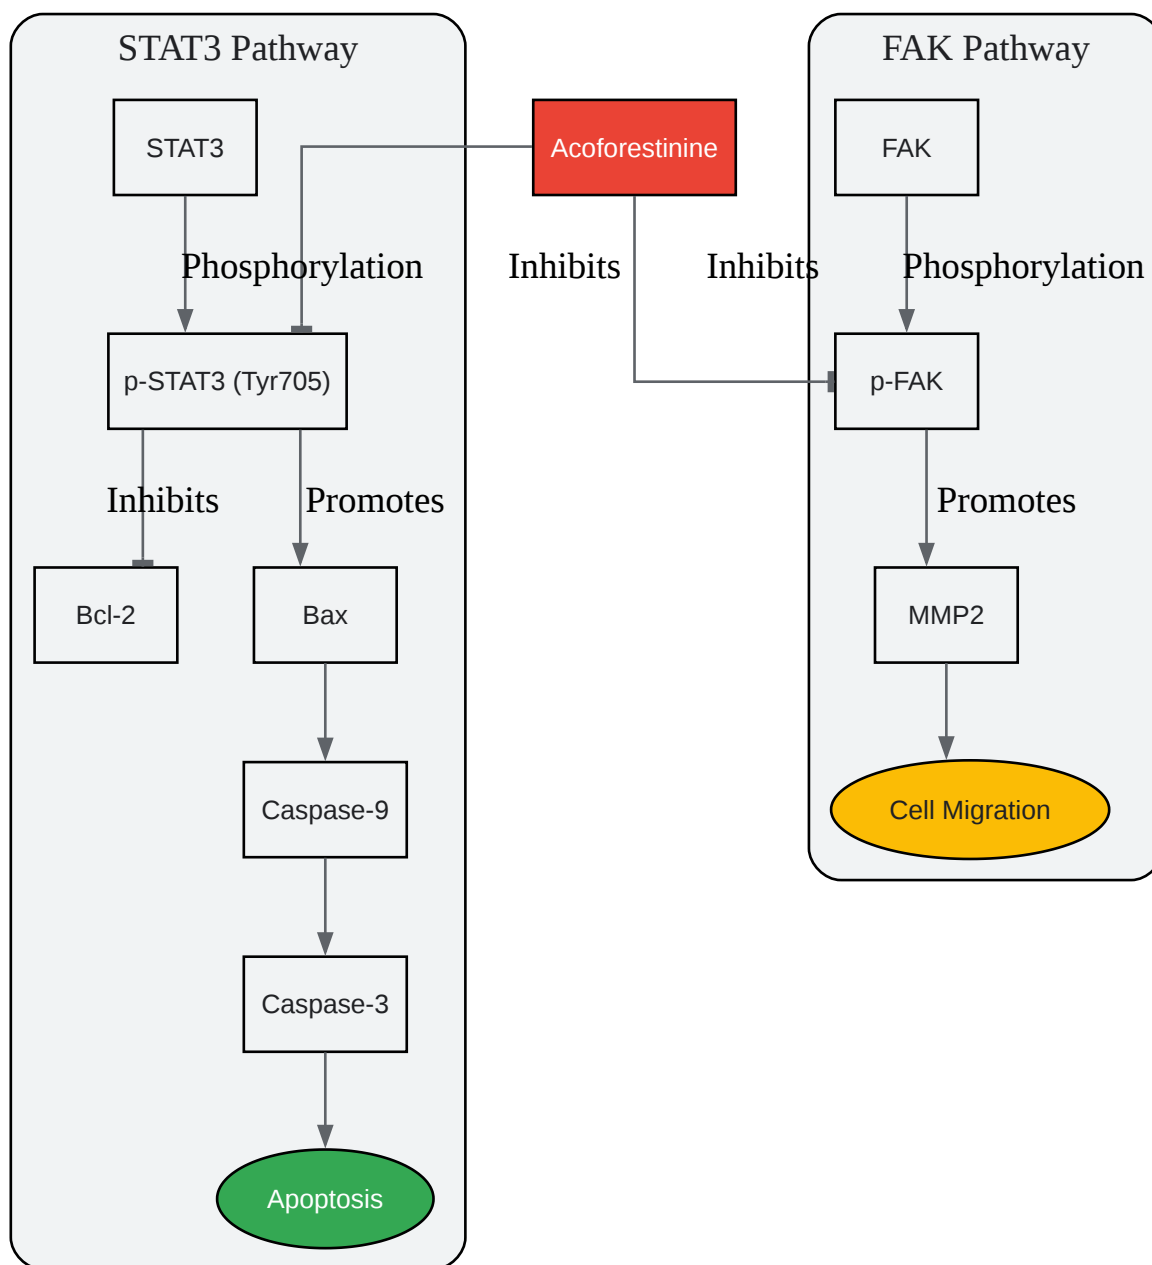 STAT3 Pathway
FAK Pathway
STAT3
Acoforestinine
FAK
Phosphorylation
Inhibits
Inhibits
Phosphorylation
p-STAT3 (Tyr705)
p-FAK
Inhibits
Promotes
Promotes
Bcl-2
Bax
MMP2
Caspase-9
Cell Migration
Caspase-3
Apoptosis